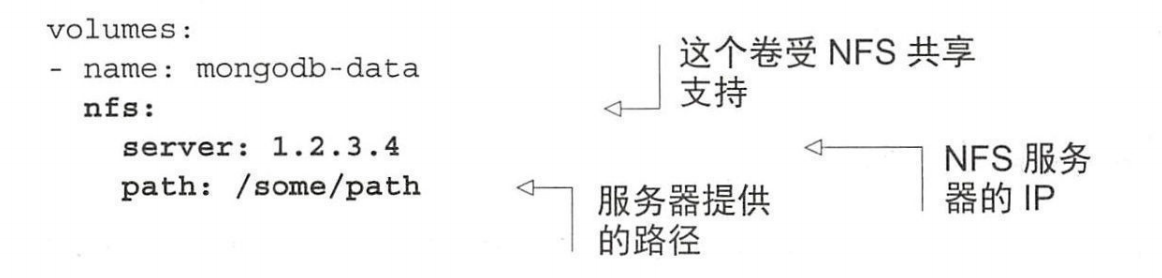 volumes:
- name: mongodb-data
  nfs:
    server: 1.2.3.4
    path: /some/path
这个卷受 NFS 共享
支持
NFS 服务
器的 IP
服务器提供
的路径